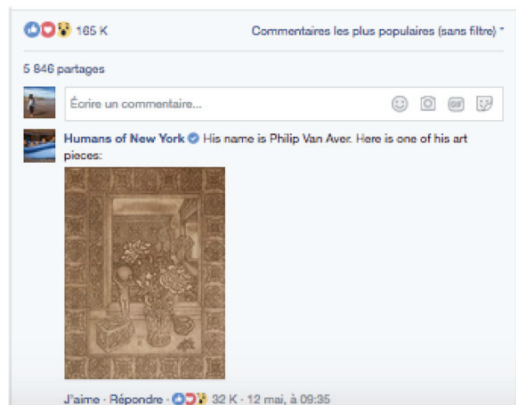 165 K Commentaires les plus populaires (sans filtre)
5 846 partages
Écrire un commentaire...
GIF
Humans of New York His name is Philip Van Aver. Here is one of his art
pieces:
J'aime · Répondre · 32 K · 12 mai, à 09:35